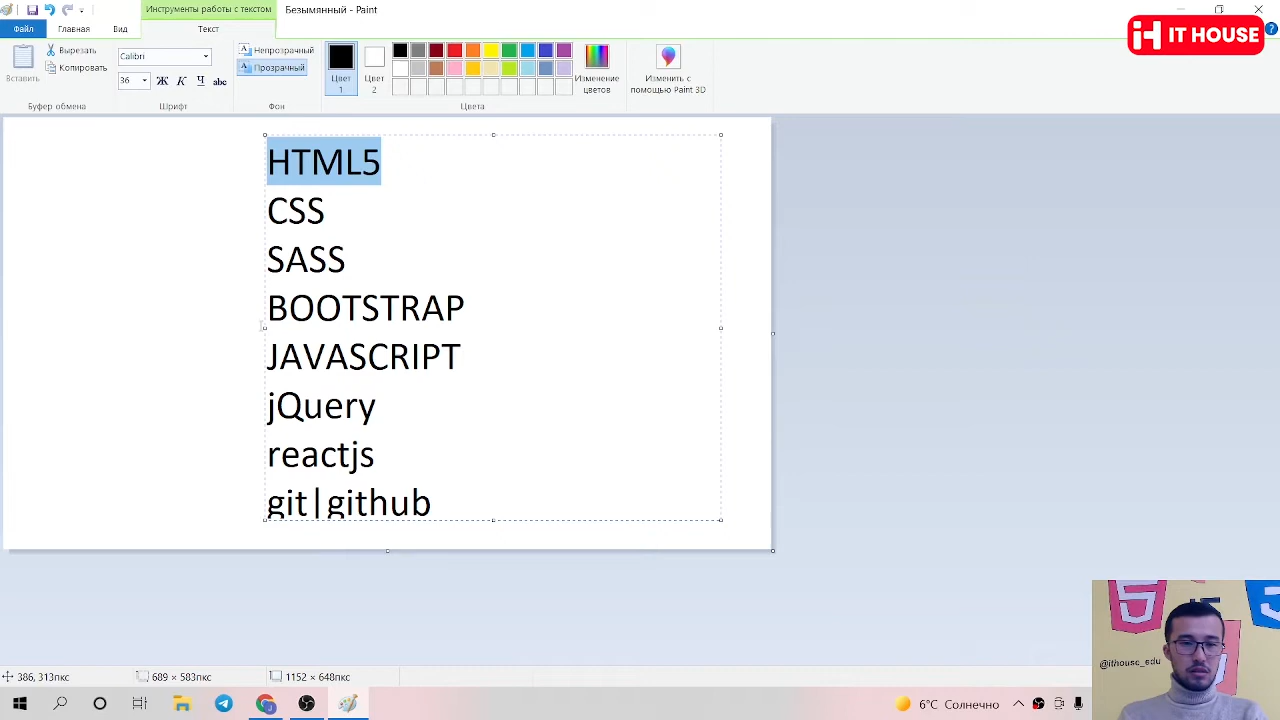 Инструменты работы с текстом
Безымянный - Paint
Файл
Главная
Вид
Текст
IT HOUSE
Вставить
Вырезать
Копировать
Буфер обмена
Calibri
36
Ж К Ч abc
Шрифт
Непрозрачный
Прозрачный
Фон
Цвет
1
Цвет
2
Изменение
цветов
Цвета
Изменить с
помощью Paint 3D
HTML5
CSS
SASS
BOOTSTRAP
JAVASCRIPT
jQuery
reactjs
git|github
@ithouse_edu
386, 313пкс
689 × 583пкс
1152 × 648пкс
6°C Солнечно